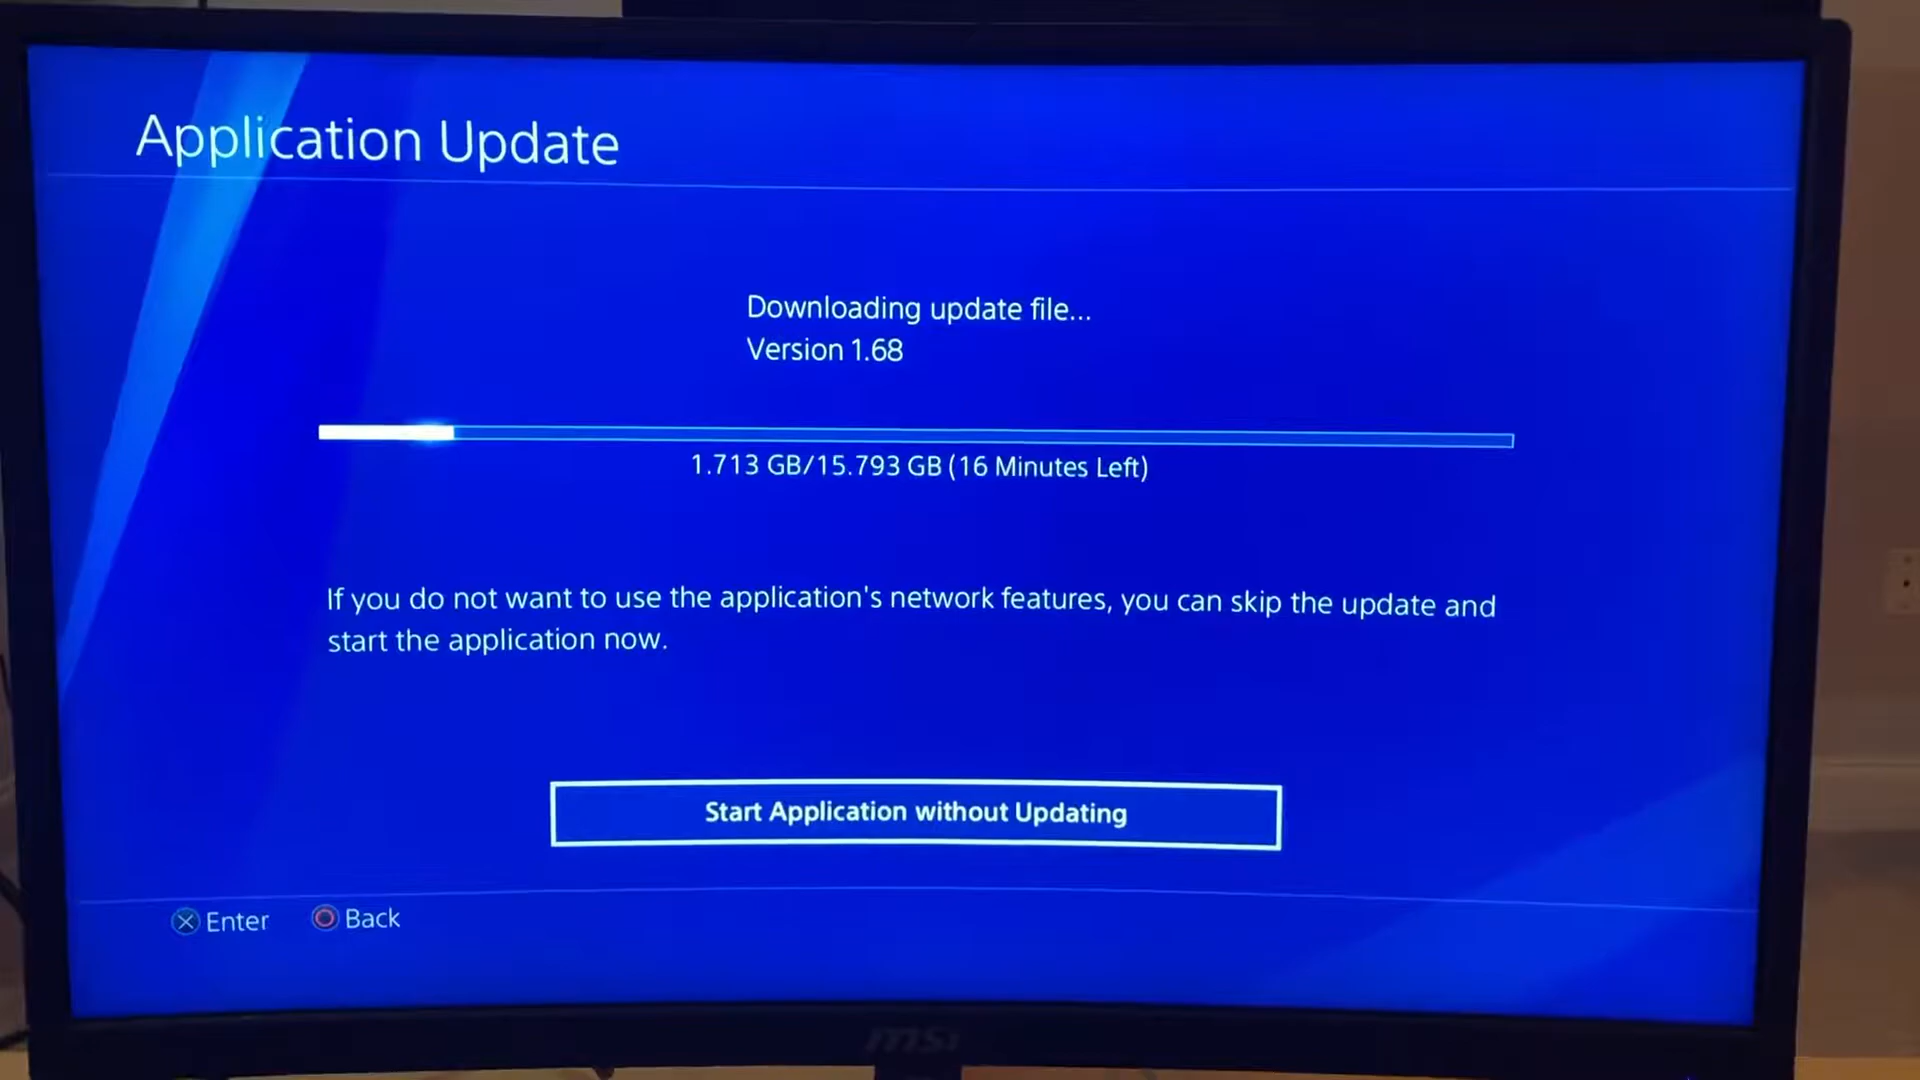 Application Update
Downloading update file...
Version 1.68
1.713 GB/15.793 GB (16 Minutes Left)
If you do not want to use the application's network features, you can skip the update and
start the application now.
Start Application without Updating
Enter
Back
msi